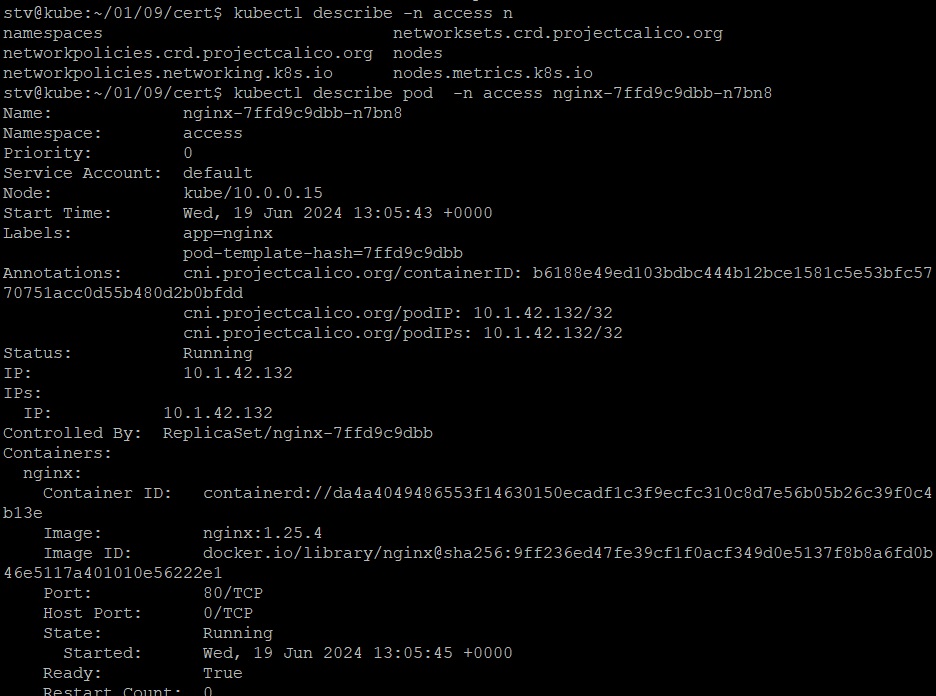 stv@kube:~/01/09/cert$ kubectl describe -n access n
namespaces                             networksets.crd.projectcalico.org
networkpolicies.crd.projectcalico.org  nodes
networkpolicies.networking.k8s.io      nodes.metrics.k8s.io
stv@kube:~/01/09/cert$ kubectl describe pod  -n access nginx-7ffd9c9dbb-n7bn8
Name:             nginx-7ffd9c9dbb-n7bn8
Namespace:        access
Priority:         0
Service Account:  default
Node:             kube/10.0.0.15
Start Time:       Wed, 19 Jun 2024 13:05:43 +0000
Labels:           app=nginx
                  pod-template-hash=7ffd9c9dbb
Annotations:      cni.projectcalico.org/containerID: b6188e49ed103bdbc444b12bce1581c5e53bfc57
70751acc0d55b480d2b0bfdd
                  cni.projectcalico.org/podIP: 10.1.42.132/32
                  cni.projectcalico.org/podIPs: 10.1.42.132/32
Status:           Running
IP:               10.1.42.132
IPs:
  IP:           10.1.42.132
Controlled By:  ReplicaSet/nginx-7ffd9c9dbb
Containers:
  nginx:
    Container ID:   containerd://da4a4049486553f14630150ecadf1c3f9ecfc310c8d7e56b05b26c39f0c4
b13e
    Image:          nginx:1.25.4
    Image ID:       docker.io/library/nginx@sha256:9ff236ed47fe39cf1f0acf349d0e5137f8b8a6fd0b
46e5117a401010e56222e1
    Port:           80/TCP
    Host Port:      0/TCP
    State:          Running
      Started:      Wed, 19 Jun 2024 13:05:45 +0000
    Ready:          True
    Restart Count:  0